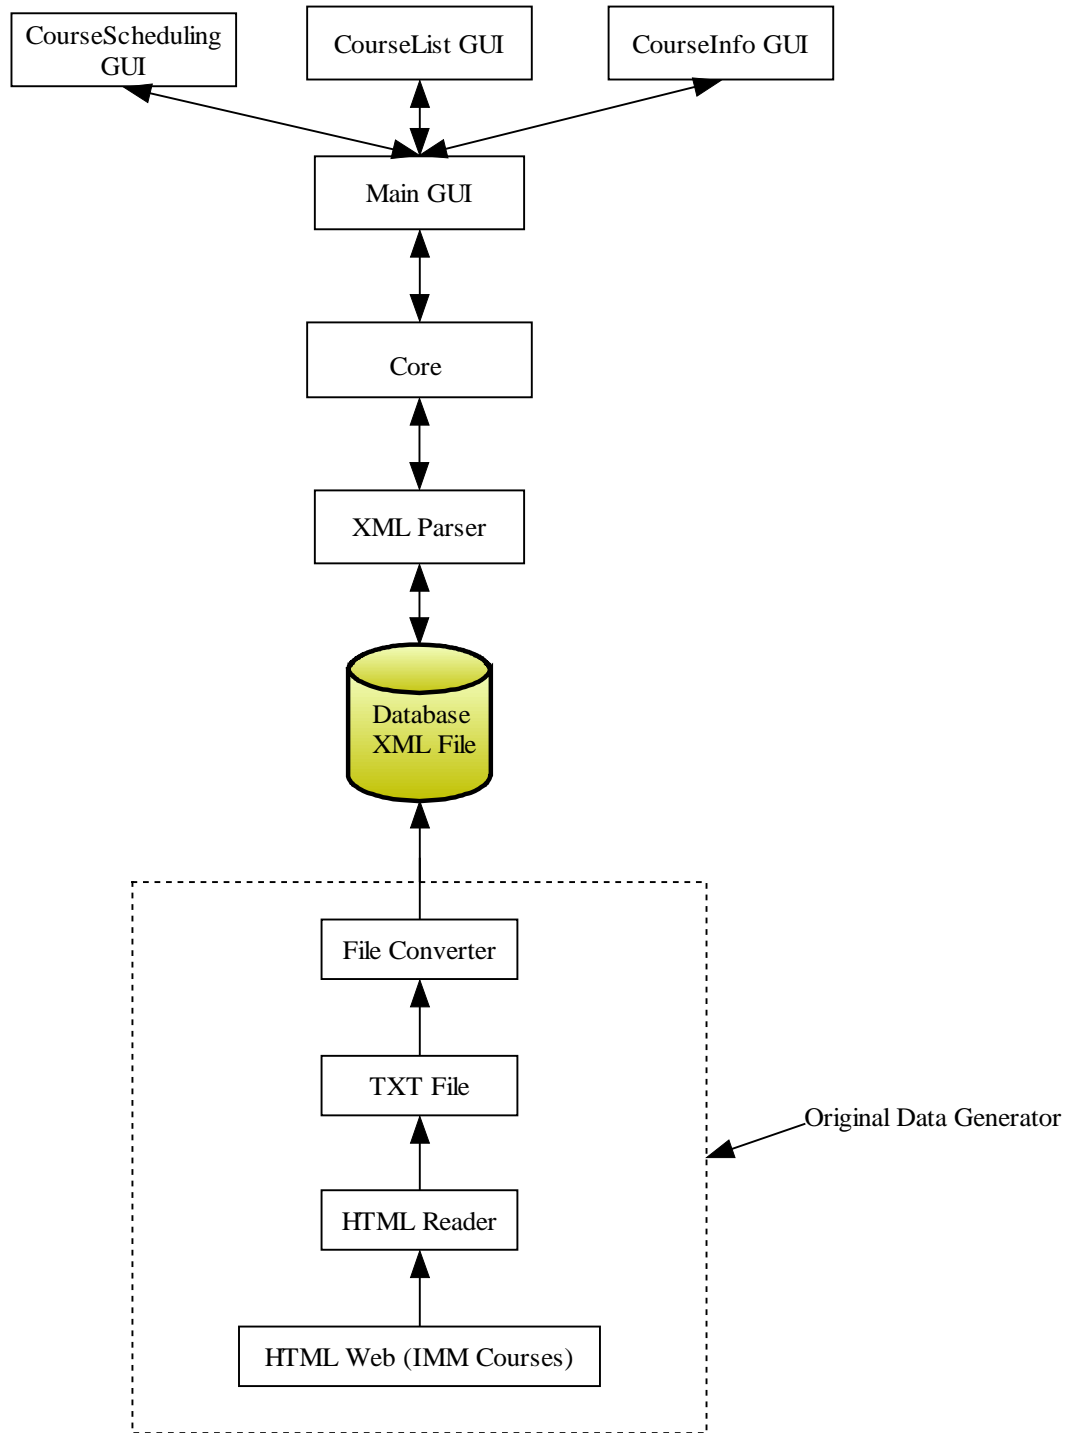 CourseScheduling
GUI
CourseList GUI
CourseInfo GUI
Main GUI
Core
XML Parser
Database
XML File
File Converter
TXT File
Original Data Generator
HTML Reader
HTML Web (IMM Courses)